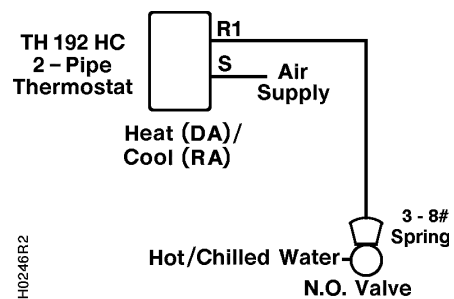 TH 192 HC
2 – Pipe
Thermostat
R1
S
Air
Supply
Heat (DA)/
Cool (RA)
3 - 8#
Spring
Hot/Chilled Water
N.O. Valve
H0246R2